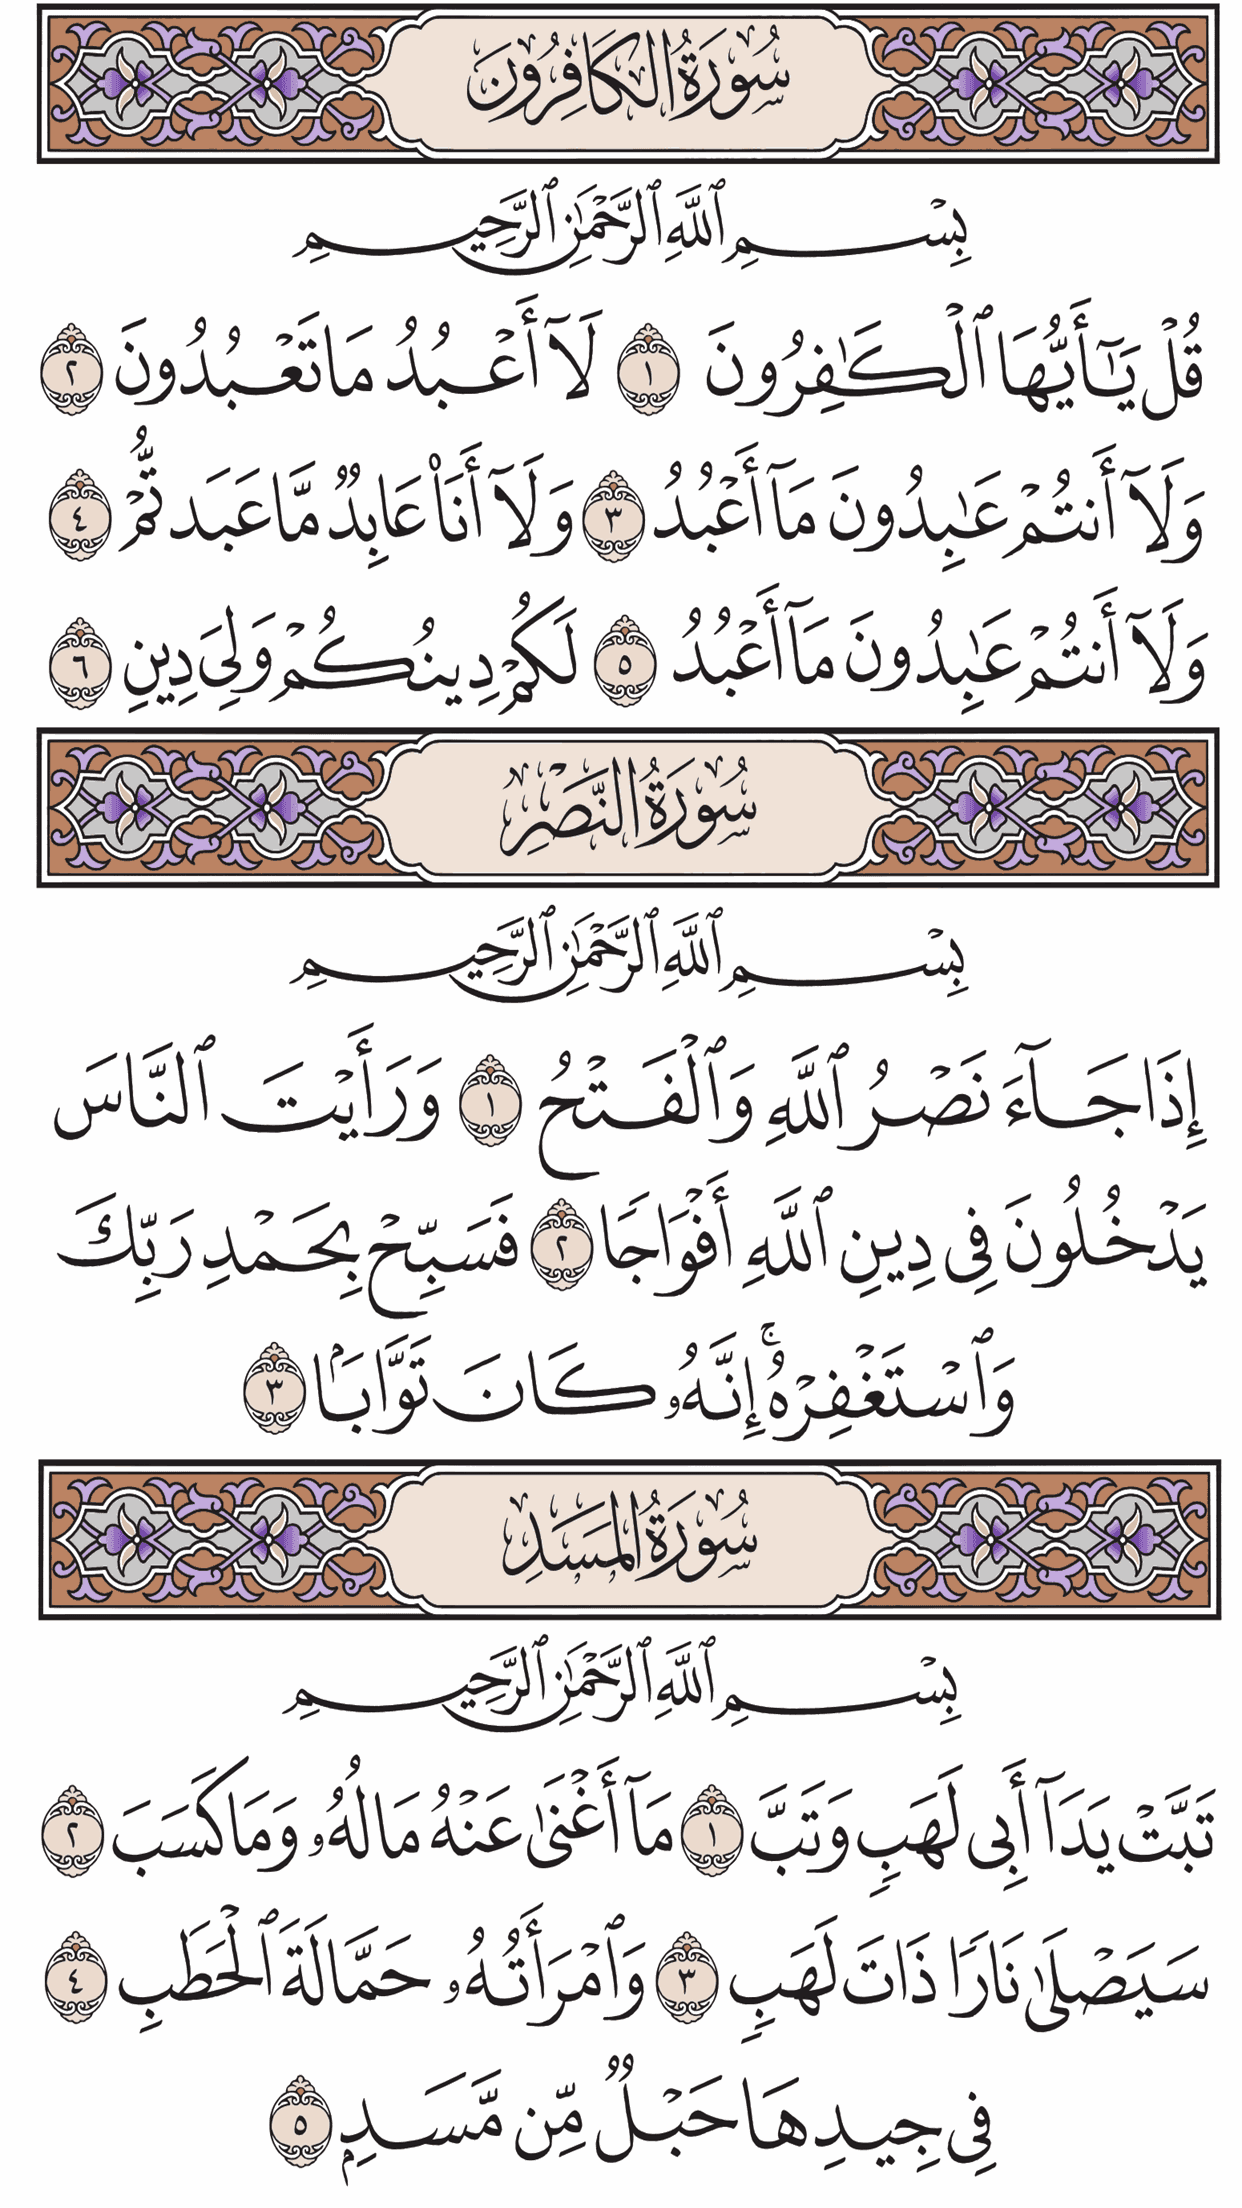 سُورَةُ الكَافِرُونَ
بِسۡمِ ٱللَّهِ ٱلرَّحۡمَٰنِ ٱلرَّحِيمِ
قُلۡ يَٰٓأَيُّهَا ٱلۡكَٰفِرُونَ ١ لَآ أَعۡبُدُ مَا تَعۡبُدُونَ ٢
وَلَآ أَنتُمۡ عَٰبِدُونَ مَآ أَعۡبُدُ ٣ وَلَآ أَنَا۠ عَابِدٞ مَّا عَبَدتُّمۡ ٤
وَلَآ أَنتُمۡ عَٰبِدُونَ مَآ أَعۡبُدُ ٥ لَكُمۡ دِينُكُمۡ وَلِيَ دِينِ ٦
سُورَةُ النَّصۡرِ
بِسۡمِ ٱللَّهِ ٱلرَّحۡمَٰنِ ٱلرَّحِيمِ
إِذَا جَآءَ نَصۡرُ ٱللَّهِ وَٱلۡفَتۡحُ ١ وَرَأَيۡتَ ٱلنَّاسَ
يَدۡخُلُونَ فِي دِينِ ٱللَّهِ أَفۡوَاجٗا ٢ فَسَبِّحۡ بِحَمۡدِ رَبِّكَ
وَٱسۡتَغۡفِرۡهُۚ إِنَّهُۥ كَانَ تَوَّابَۢا ٣
سُورَةُ المَسَدِ
بِسۡمِ ٱللَّهِ ٱلرَّحۡمَٰنِ ٱلرَّحِيمِ
تَبَّتۡ يَدَآ أَبِي لَهَبٖ وَتَبَّ ١ مَآ أَغۡنَىٰ عَنۡهُ مَالُهُۥ وَمَا كَسَبَ ٢
سَيَصۡلَىٰ نَارٗا ذَاتَ لَهَبٖ ٣ وَٱمۡرَأَتُهُۥ حَمَّالَةَ ٱلۡحَطَبِ ٤
فِي جِيدِهَا حَبۡلٞ مِّن مَّسَدِۭ ٥